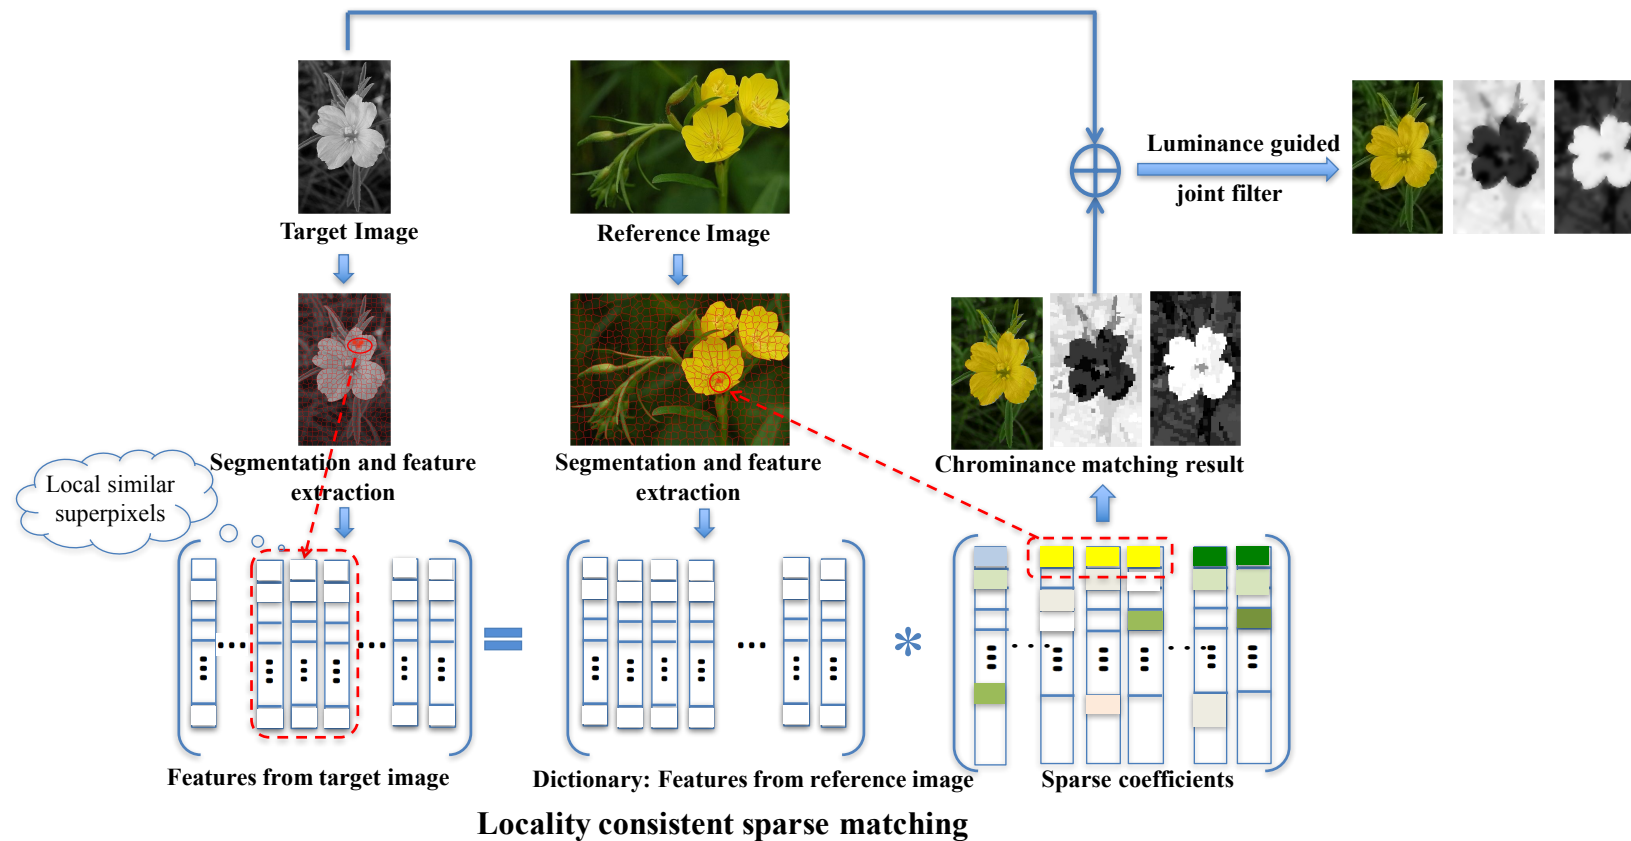 Luminance guided
joint filter
Target Image
Reference Image
Segmentation and feature
extraction
Segmentation and feature
extraction
Chrominance matching result
Local similar
superpixels
Features from target image
Dictionary: Features from reference image
Sparse coefficients
Locality consistent sparse matching